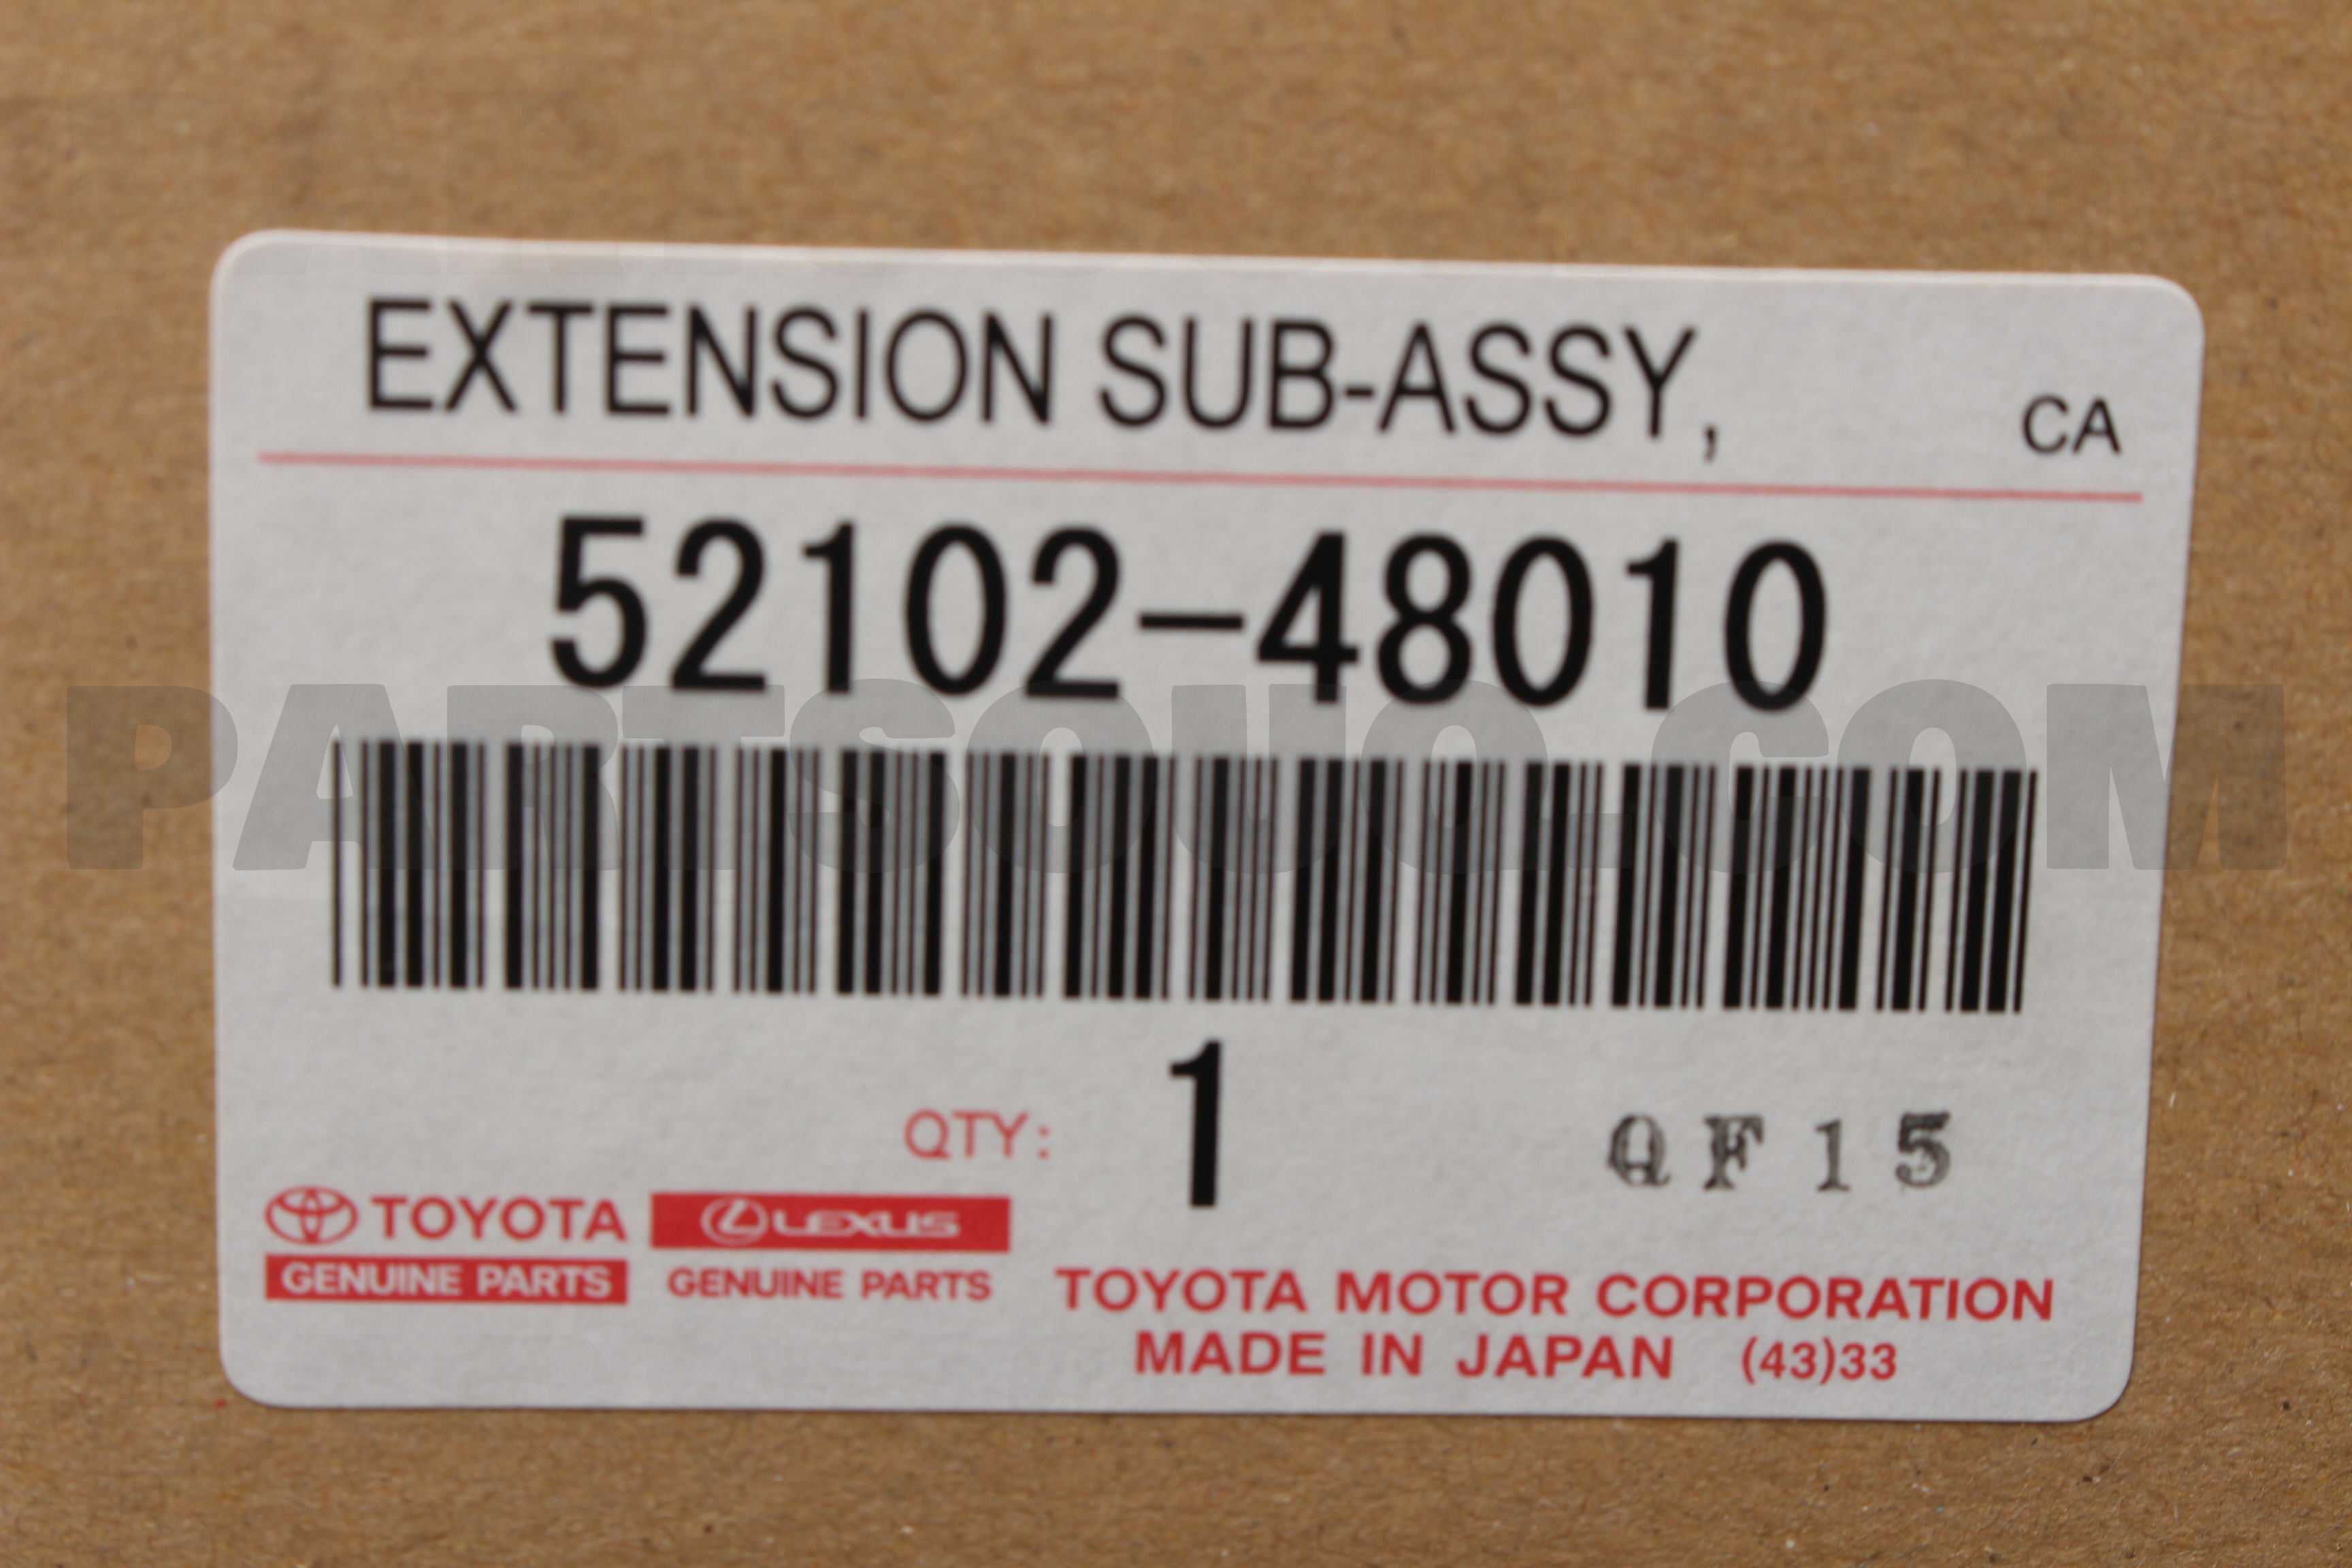 EXTENSION SUB-ASSY, CA
52102-48010
PARTSOUQ.COM
QTY: 1 QF15
TOYOTA LEXUS
GENUINE PARTS GENUINE PARTS
TOYOTA MOTOR CORPORATION
MADE IN JAPAN (43)33